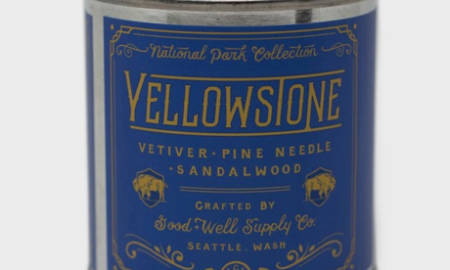 National Park Collection
YELLOWSTONE
VETIVER · PINE NEEDLE
· SANDALWOOD
CRAFTED BY
Good & Well Supply Co.
SEATTLE, WASH